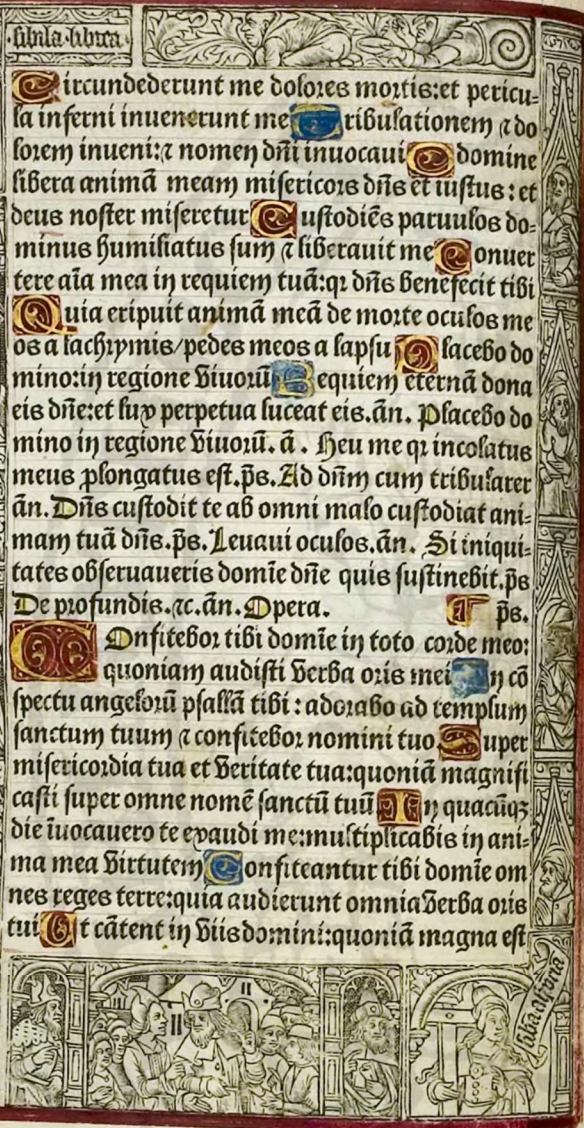 sibila libica
Circundederunt me dolores mortis:et pericu-
la inferni inuenerunt me Tribulationem ⁊ do
lorem inueni:⁊ nomen dñi inuocaui O domine
libera animã meam misericors dñs et iustus: et
deus noster miseretur Custodiẽs paruulos do-
minus humiliatus sum ⁊ liberauit me Conuer
tere aĩa mea in requiem tuã:qꝛ dñs benefecit tibi
Quia eripuit animã meã de morte oculos me
os a lachrymis/pedes meos a lapsu Placebo do
mino:in regione viuorũ Requiem eternã dona
eis dñe:et lux perpetua luceat eis.ãn. Placebo do
mino in regione viuorũ. ã. Heu me qꝛ incolatus
meus ꝓlongatus est.p̃s. Ad dñm cum tribularer
ãn. Dñs custodit te ab omni malo custodiat ani-
mam tuã dñs.p̃s. Leuaui oculos.ãn. Si iniqui-
tates obseruaueris domĩe dñe quis sustinebit.p̃s
De profundis.⁊c.ãn. Opera. p̃s.
COnfitebor tibi domĩe in toto corde meo:
quoniam audisti verba oris mei In cõ
spectu angelorũ psallã tibi: adorabo ad templum
sanctum tuum ⁊ confitebor nomini tuo Super
misericordia tua et veritate tua:quoniã magnifi
casti super omne nomẽ sanctũ tuũ In quacũqꝫ
die ĩuocauero te exaudi me:multiplicabis in ani-
ma mea virtutem Confiteantur tibi domĩe om
nes reges terre:quia audierunt omnia verba oris
tui Et cãtent in viis domini:quoniã magna est